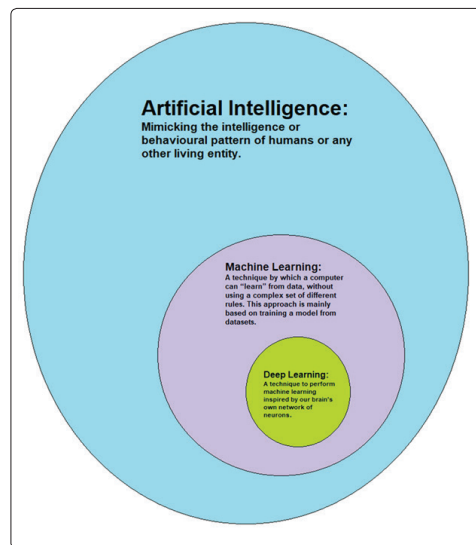 Artificial Intelligence:
Mimicking the intelligence or
behavioural pattern of humans or any
other living entity.
Machine Learning:
A technique by which a computer
can "learn" from data, without
using a complex set of different
rules. This approach is mainly
based on training a model from
datasets.
Deep Learning:
A technique to perform
machine learning
inspired by our brain's
own network of
neurons.